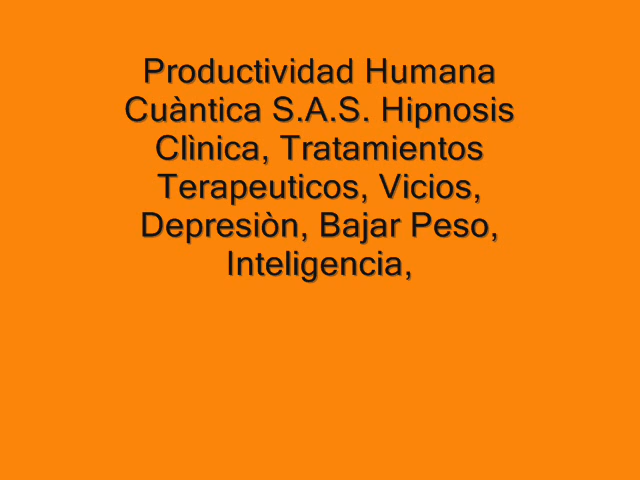 Productividad Humana
Cuàntica S.A.S. Hipnosis
Clìnica, Tratamientos
Terapeuticos, Vicios,
Depresiòn, Bajar Peso,
Inteligencia,